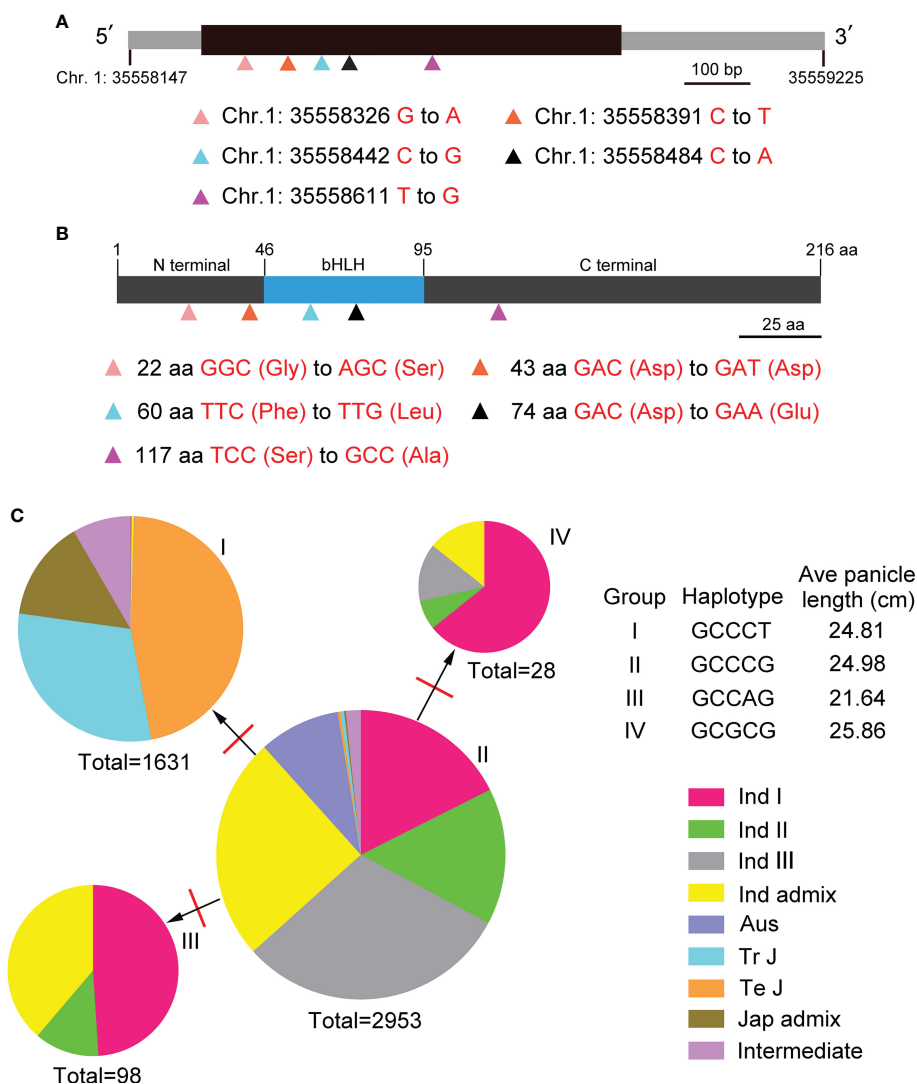 A
5′ 3′
Chr. 1: 35558147 100 bp 35559225
Chr.1: 35558326 G to A Chr.1: 35558391 C to T
Chr.1: 35558442 C to G Chr.1: 35558484 C to A
Chr.1: 35558611 T to G
B
1 46 95 216 aa
N terminal bHLH C terminal
25 aa
22 aa GGC (Gly) to AGC (Ser) 43 aa GAC (Asp) to GAT (Asp)
60 aa TTC (Phe) to TTG (Leu) 74 aa GAC (Asp) to GAA (Glu)
117 aa TCC (Ser) to GCC (Ala)
C
I
Total=1631
IV
Total=28
II
Total=2953
III
Total=98
Group Haplotype Ave panicle length (cm)
I GCCCT 24.81
II GCCCG 24.98
III GCCAG 21.64
IV GCGCG 25.86
Ind I
Ind II
Ind III
Ind admix
Aus
Tr J
Te J
Jap admix
Intermediate